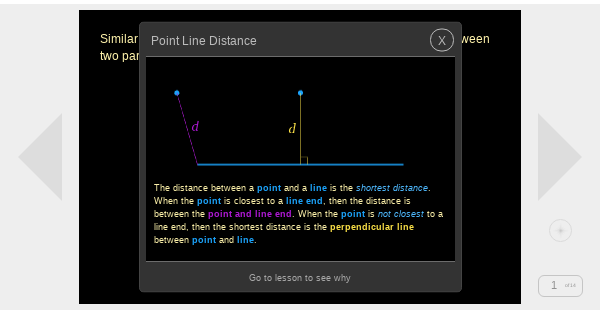 Similar
ween
two par
Point Line Distance
X
d
d
The distance between a point and a line is the shortest distance.
When the point is closest to a line end, then the distance is
between the point and line end. When the point is not closest to a
line end, then the shortest distance is the perpendicular line
between point and line.
Go to lesson to see why
1